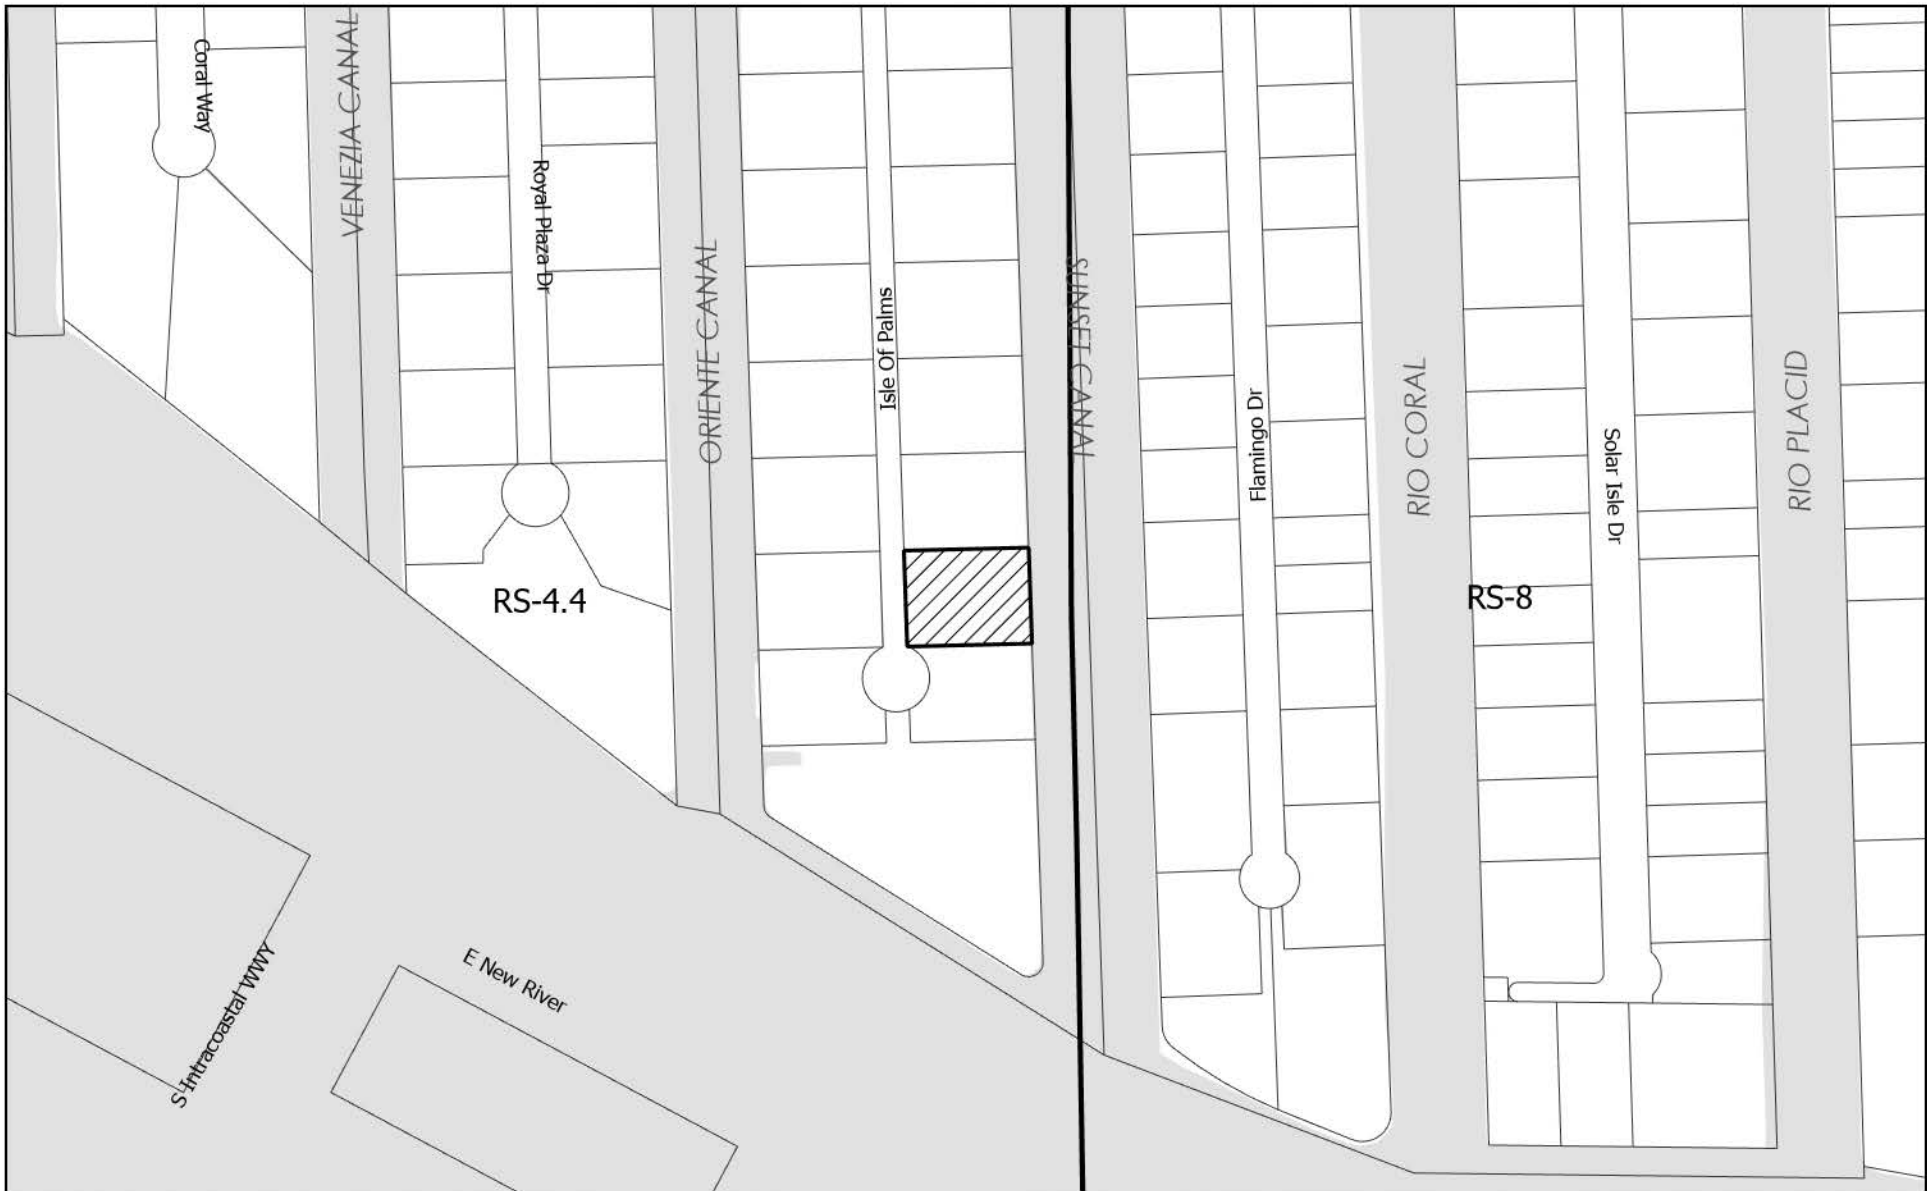 Coral Way
VENEZIA CANAL
Royal Plaza Dr
ORIENTE CANAL
Isle Of Palms
SUNSET CANAL
Flamingo Dr
RIO CORAL
Solar Isle Dr
RIO PLACID
RS-4.4
RS-8
S Intracoastal WWY
E New River